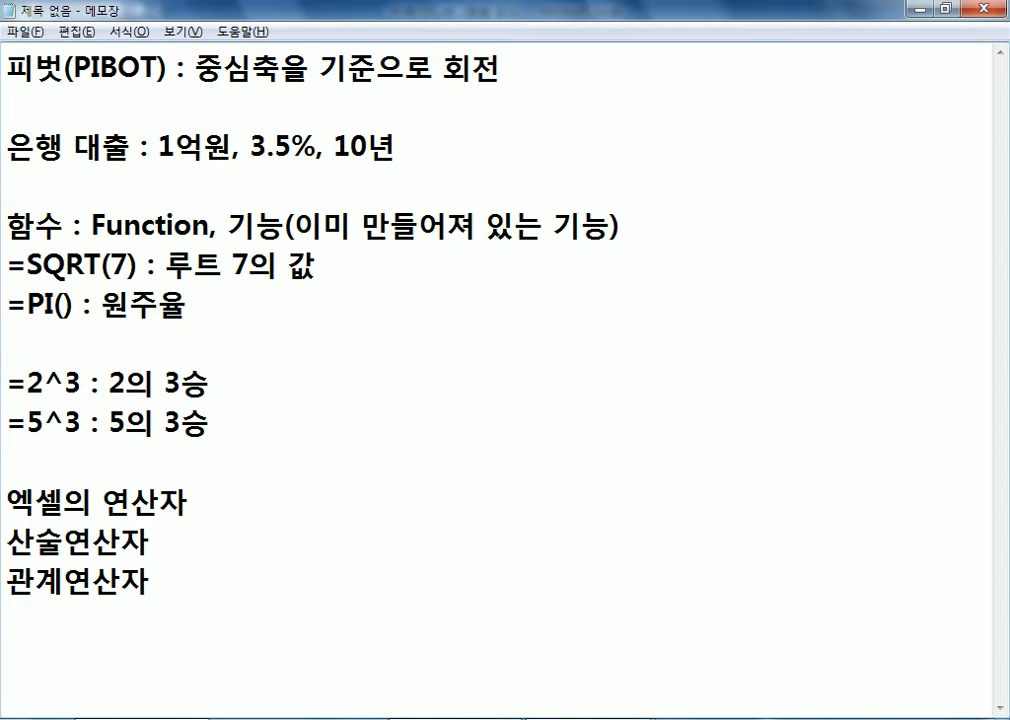 제목 없음 - 메모장
파일(F) 편집(E) 서식(O) 보기(V) 도움말(H)
피벗(PIBOT) : 중심축을 기준으로 회전
은행 대출 : 1억원, 3.5%, 10년
함수 : Function, 기능(이미 만들어져 있는 기능)
=SQRT(7) : 루트 7의 값
=PI() : 원주율
=2^3 : 2의 3승
=5^3 : 5의 3승
엑셀의 연산자
산술연산자
관계연산자